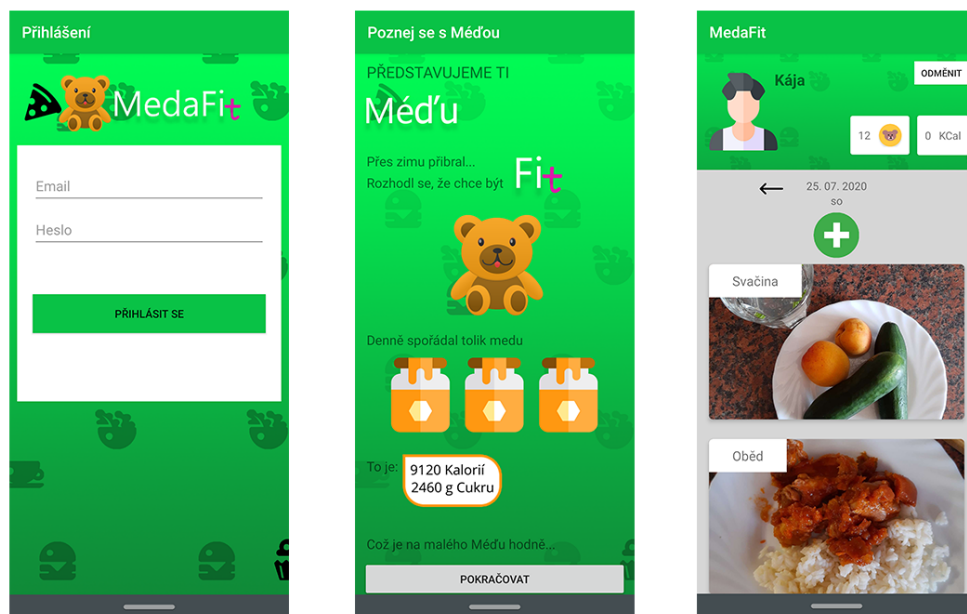 Přihlášení
MedaFit
Email
Heslo
PŘIHLÁSIT SE
Poznej se s Méďou
PŘEDSTAVUJEME TI
Méďu
Přes zimu přibral...
Rozhodl se, že chce být Fit
Denně spořádal tolik medu
To je:
9120 Kalorií
2460 g Cukru
Což je na malého Méďu hodně...
POKRAČOVAT
MedaFit
Kája
ODMĚNIT
12
0 KCal
25. 07. 2020
so
Svačina
Oběd